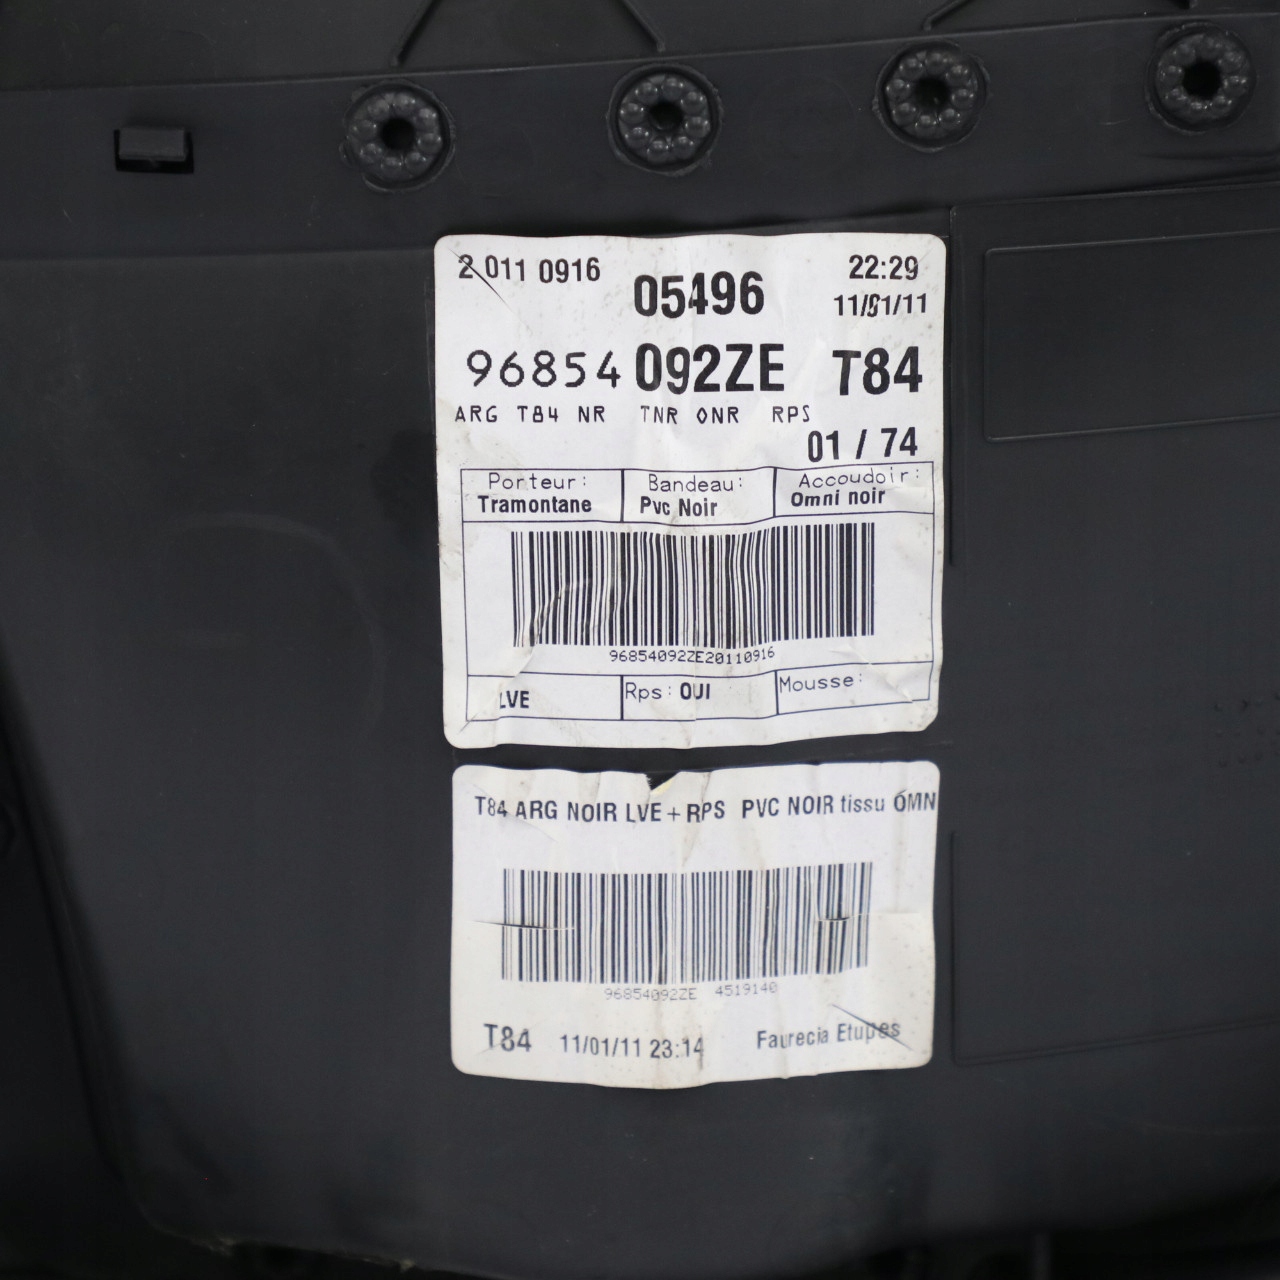 2 011 0916 05496 22:29
11/01/11
96854 092ZE T84
ARG T84 NR TNR ONR RPS
01 / 74
Porteur: Bandeau: Accoudoir:
Tramontane Pvc Noir Omni noir
96854092ZE20110916
LVE Rps: OUI Mousse:
T84 ARG NOIR LVE+RPS PVC NOIR tissu OMN
96854092ZE 4519140
T84 11/01/11 23:14 Faurecia Etupes